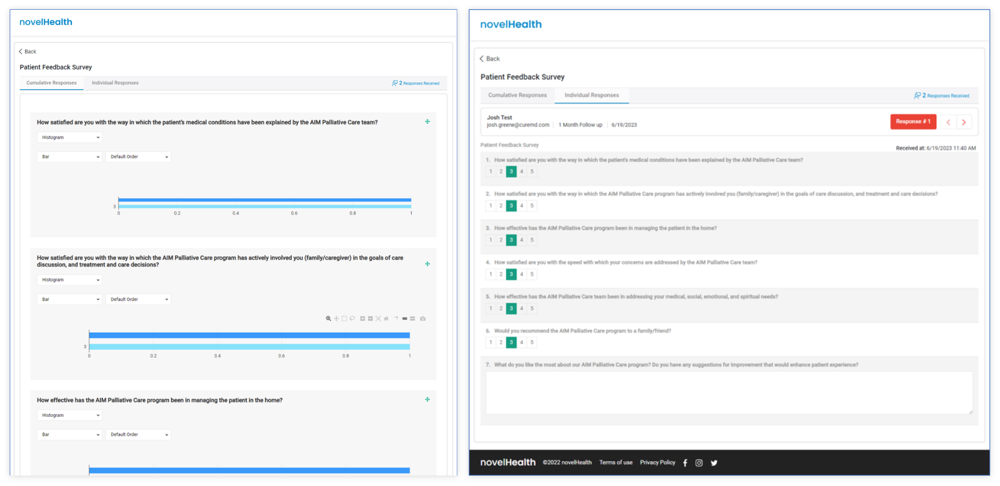 novelHealth
Back
Patient Feedback Survey
Cumulative Responses Individual Responses 2 Responses Received
How satisfied are you with the way in which the patient's medical conditions have been explained by the AIM Palliative Care team?
Histogram
Bar Default Order
3
0 0.2 0.4 0.6 0.8 1
How satisfied are you with the way in which the AIM Palliative Care program has actively involved you (family/caregiver) in the goals of care
discussion, and treatment and care decisions?
Histogram
Bar Default Order
3
0 0.2 0.4 0.6 0.8 1
How effective has the AIM Palliative Care program been in managing the patient in the home?
Histogram
Bar Default Order
novelHealth
Back
Patient Feedback Survey
Cumulative Responses Individual Responses 2 Responses Received
Josh Test
josh.greene@curemd.com 1 Month Follow up 6/19/2023
Response # 1
Patient Feedback Survey
Received at: 6/19/2023 11:40 AM
1. How satisfied are you with the way in which the patient's medical conditions have been explained by the AIM Palliative Care team?
1 2 3 4 5
2. How satisfied are you with the way in which the AIM Palliative Care program has actively involved you (family/caregiver) in the goals of care discussion, and treatment and care decisions?
1 2 3 4 5
3. How effective has the AIM Palliative Care program been in managing the patient in the home?
1 2 3 4 5
4. How satisfied are you with the speed with which your concerns are addressed by the AIM Palliative Care team?
1 2 3 4 5
5. How effective has the AIM Palliative Care team been in addressing your medical, social, emotional, and spiritual needs?
1 2 3 4 5
6. Would you recommend the AIM Palliative Care program to a family/friend?
1 2 3 4 5
7. What do you like the most about our AIM Palliative Care program? Do you have any suggestions for improvement that would enhance patient experience?
novelHealth ©2022 novelHealth Terms of use Privacy Policy